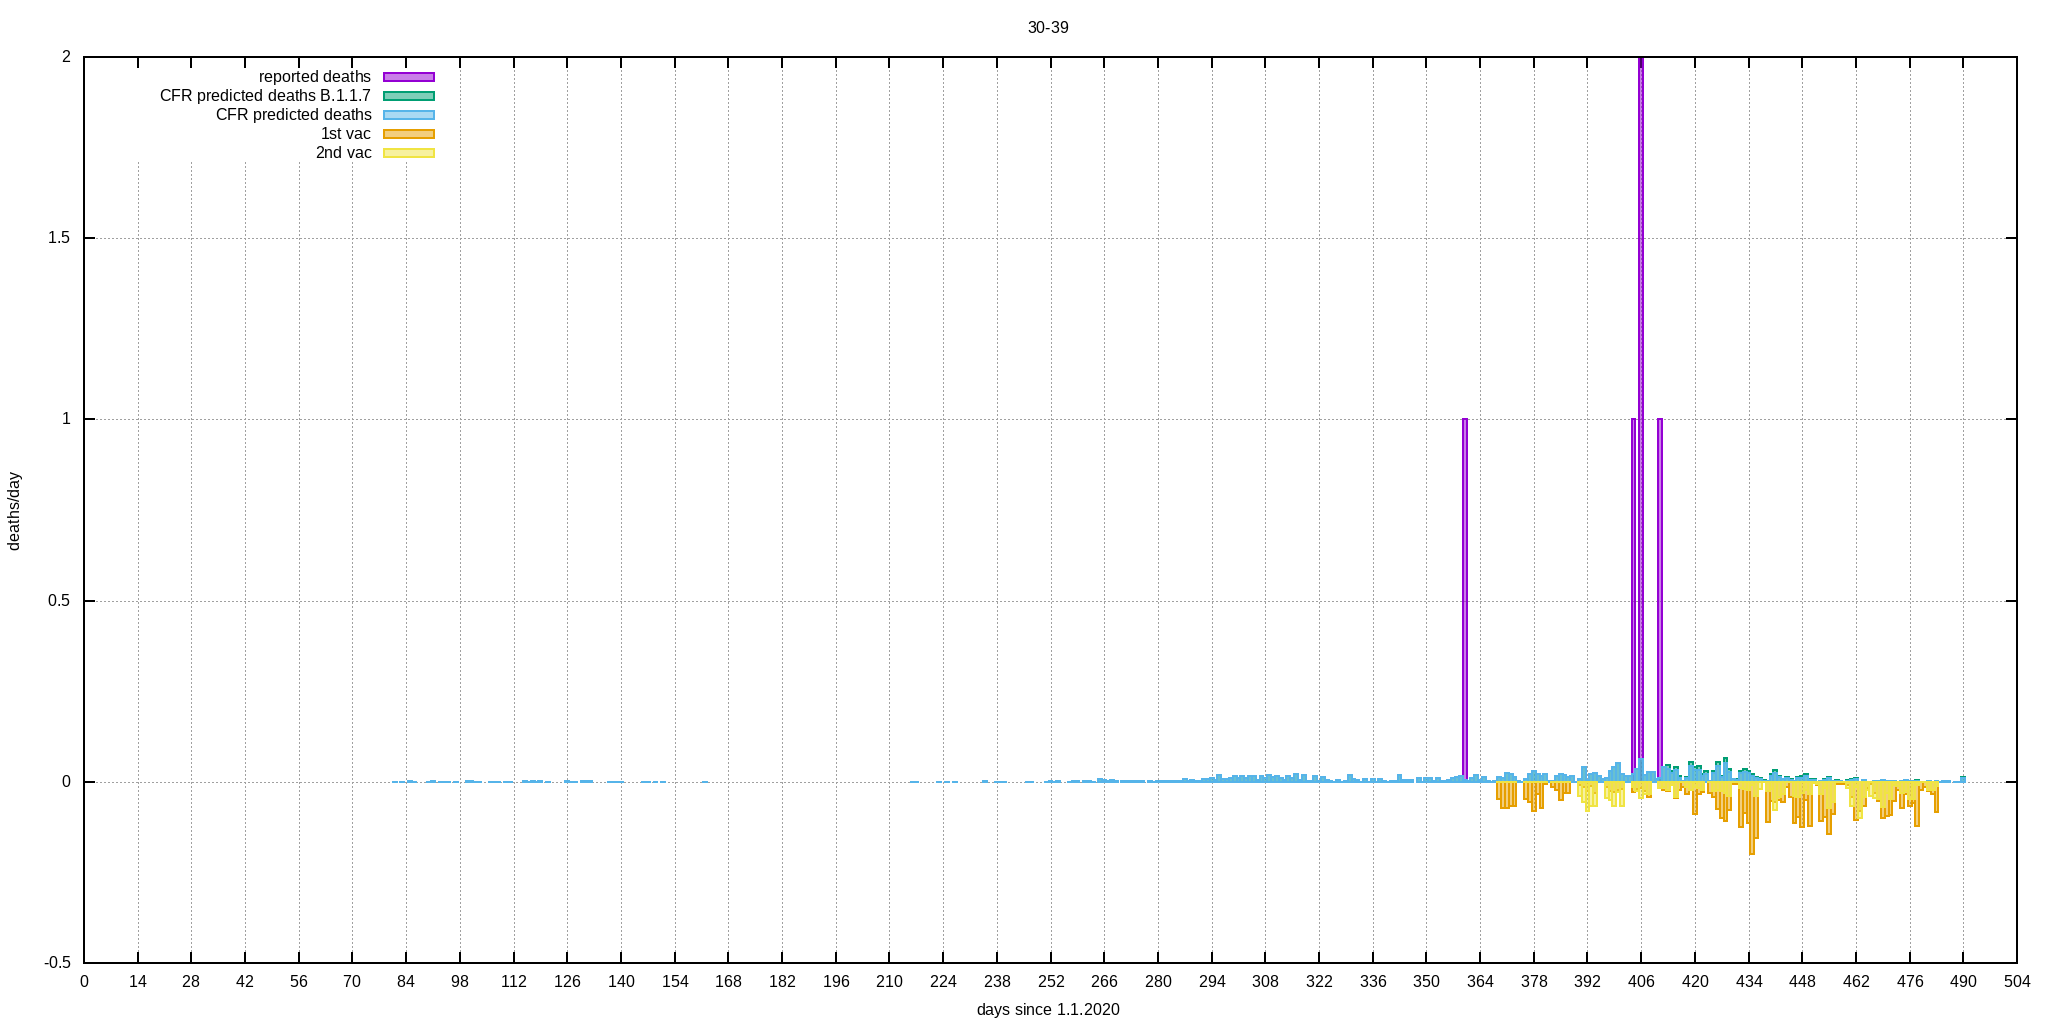 30-39
reported deaths
CFR predicted deaths B.1.1.7
CFR predicted deaths
1st vac
2nd vac
2
1.5
1
0.5
0
-0.5
deaths/day
0 14 28 42 56 70 84 98 112 126 140 154 168 182 196 210 224 238 252 266 280 294 308 322 336 350 364 378 392 406 420 434 448 462 476 490 504
days since 1.1.2020